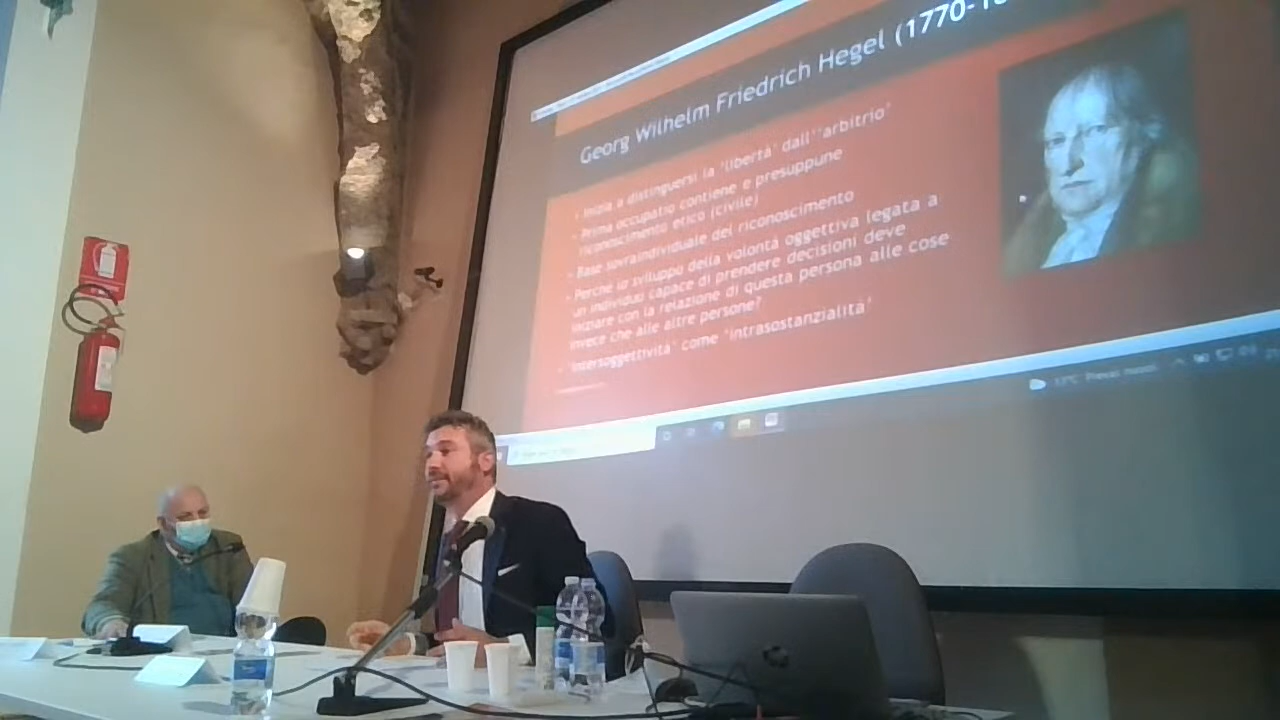 Georg Wilhelm Friedrich Hegel (1770-1
Inizia a distinguersi la 'libertà' dall''arbitrio'
Prima occupatio contiene e presuppune
riconoscimento etico (civile)
Base sovraindividuale del riconoscimento
Perché lo sviluppo della volontà oggettiva legata a
un individuo capace di prendere decisioni deve
iniziare con la relazione di questa persona alle cose
invece che alle altre persone?
'Intersoggettività' come 'intrasostanzialità'